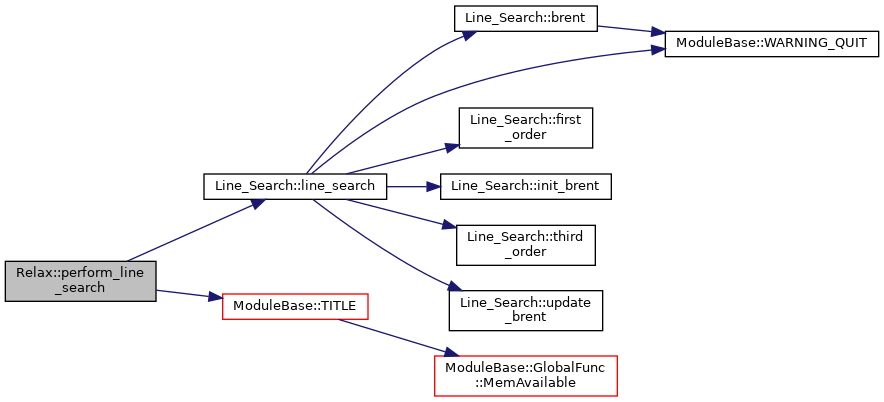 Line_Search::brent
ModuleBase::WARNING_QUIT
Line_Search::first
_order
Line_Search::line_search
Line_Search::init_brent
Line_Search::third
_order
Relax::perform_line
_search
ModuleBase::TITLE
Line_Search::update
_brent
ModuleBase::GlobalFunc
::MemAvailable